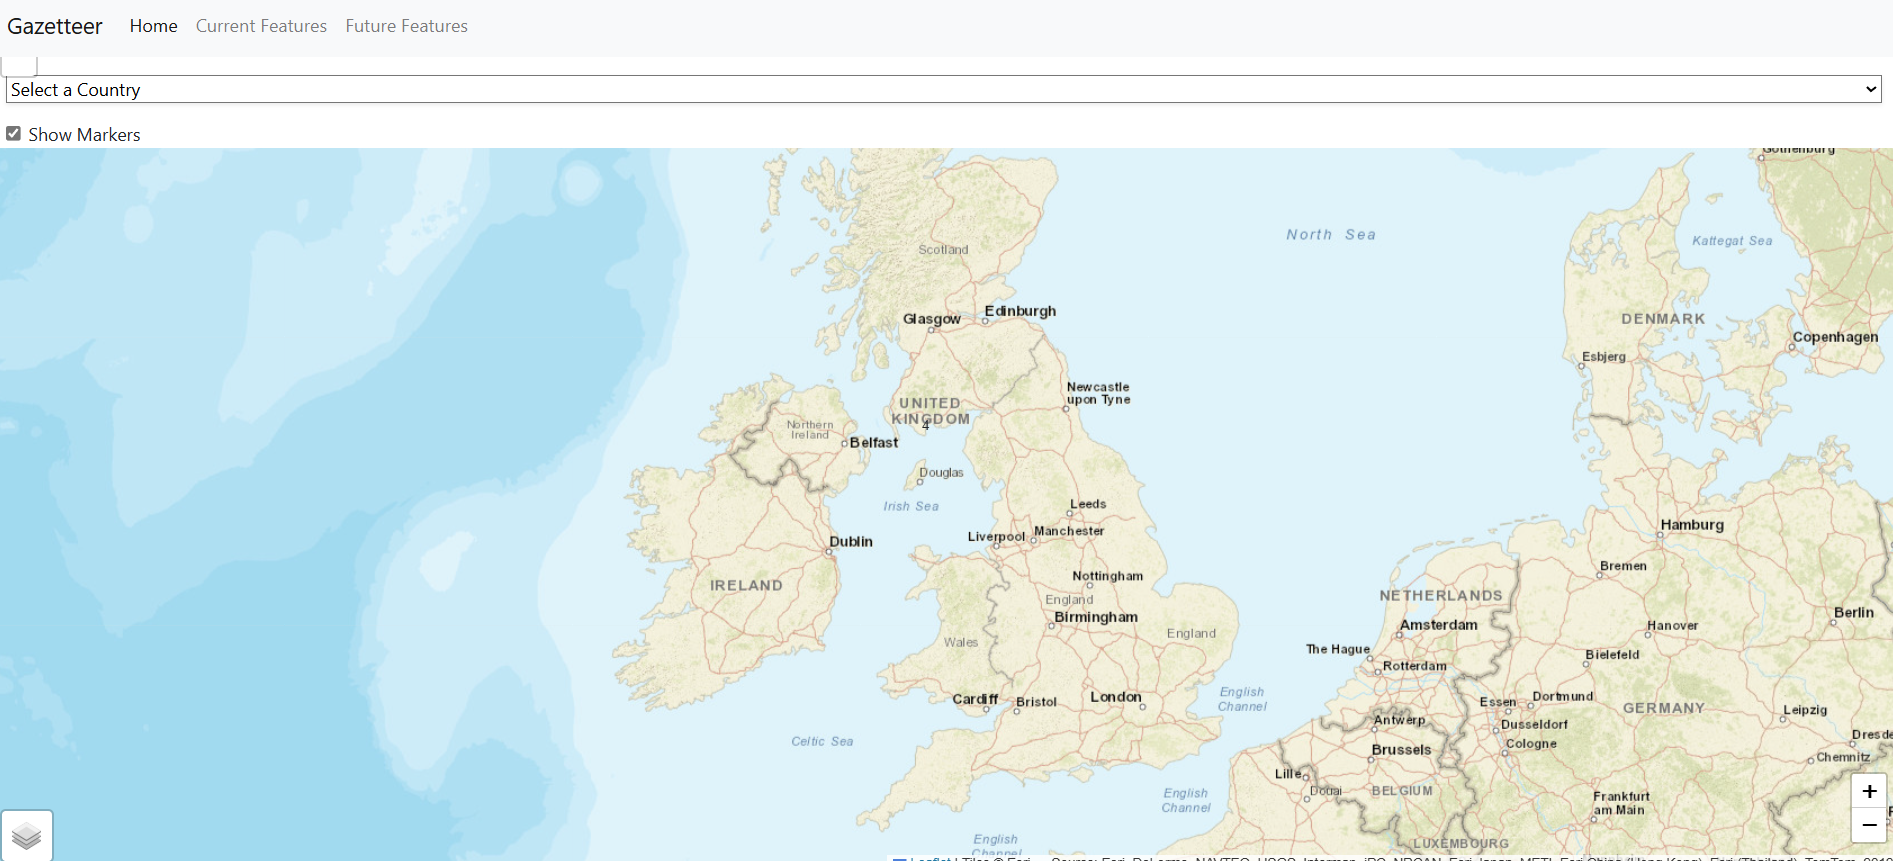 Gazetteer Home Current Features Future Features
Select a Country
Show Markers
Gothenburg
North Sea
Kattegat Sea
Scotland
Edinburgh
Glasgow
DENMARK
Copenhagen
Esbjerg
Newcastle
upon Tyne
UNITED
KINGDOM
4
Northern
Ireland
Belfast
Douglas
Irish Sea
Leeds
Hamburg
Manchester
Liverpool
Dublin
Bremen
Nottingham
IRELAND
NETHERLANDS
England
Berlin
Birmingham
Amsterdam
Hanover
England
Wales
The Hague
Bielefeld
Rotterdam
English
Channel
Cardiff
Bristol
London
Essen
Dortmund
GERMANY
Leipzig
Antwerp
Dusseldorf
Celtic Sea
Cologne
Brussels
Dresde
Chemnitz
Lille
Douai
BELGIUM
English
Channel
Frankfurt
am Main
+
−
English
Channel
LUXEMBOURG